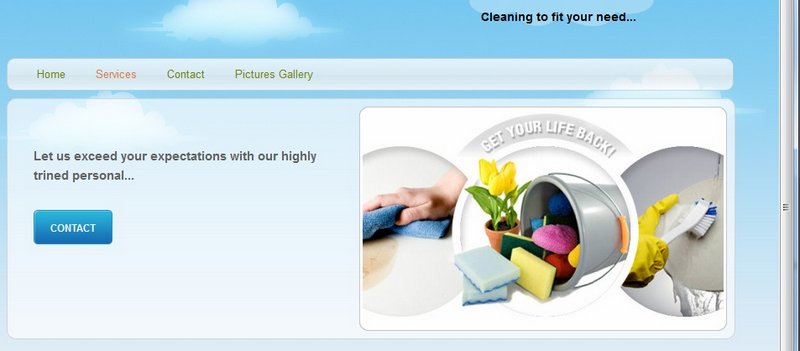 Cleaning to fit your need...
Home Services Contact Pictures Gallery
GET YOUR LIFE BACK!
Let us exceed your expectations with our highly
trined personal...
CONTACT